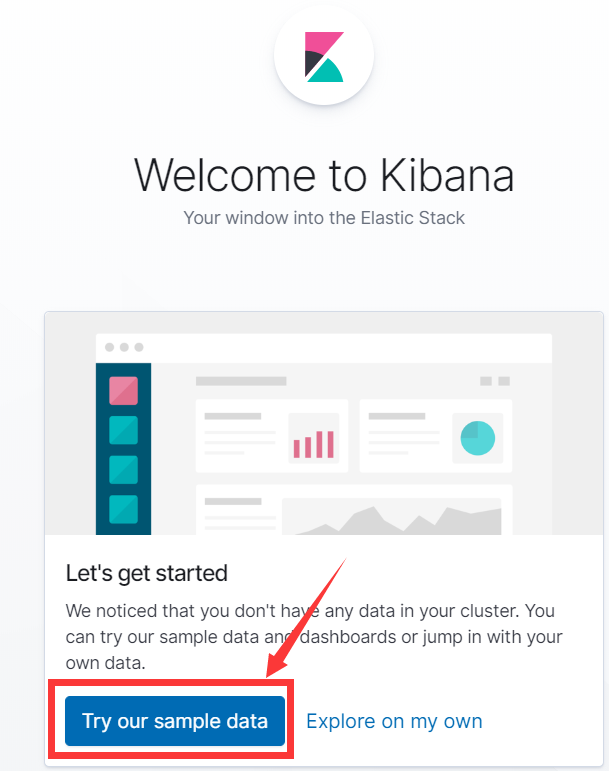 Welcome to Kibana
Your window into the Elastic Stack
Let's get started
We noticed that you don't have any data in your cluster. You
can try our sample data and dashboards or jump in with your
own data.
Try our sample data
Explore on my own